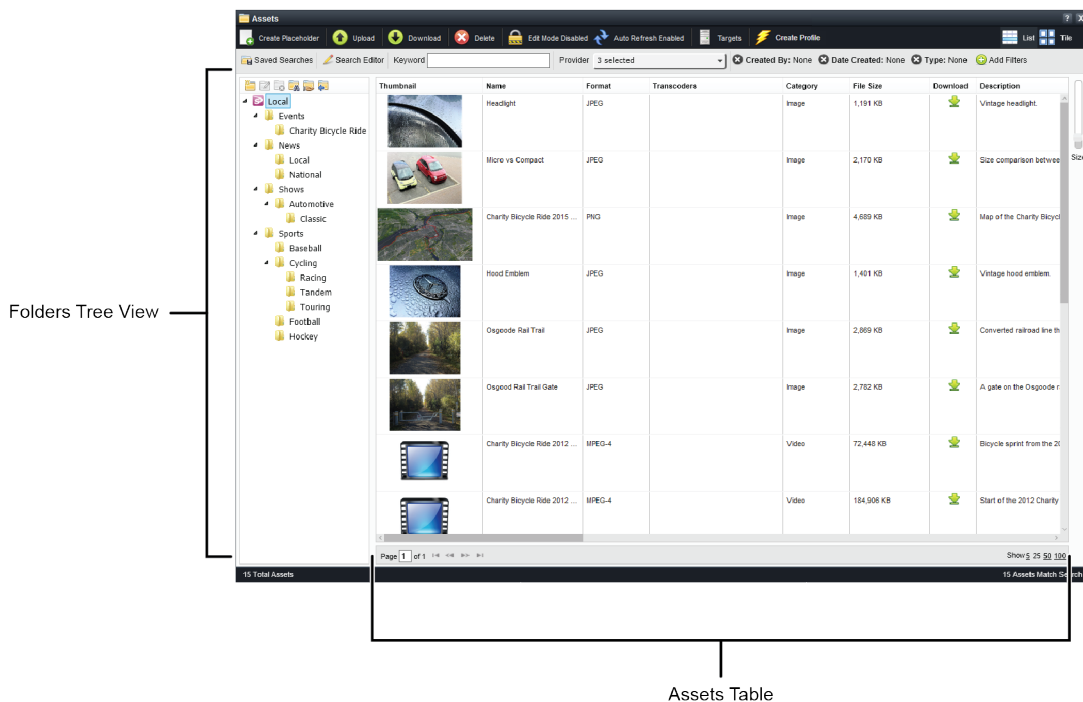 Assets ? X
Create Placeholder Upload Download Delete Edit Mode Disabled Auto Refresh Enabled Targets Create Profile List Tile
Saved Searches Search Editor Keyword Provider 3 selected Created By: None Date Created: None Type: None Add Filters
Thumbnail Name Format Transcoders Category File Size Download Description
Local
Events
Charity Bicycle Ride
News
Local
National
Shows
Automotive
Classic
Sports
Baseball
Cycling
Racing
Tandem
Touring
Football
Hockey
Headlight JPEG Image 1,191 KB Vintage headlight.
Micro vs Compact JPEG Image 2,170 KB Size comparison betwee
Charity Bicycle Ride 2015 ... PNG Image 4,689 KB Map of the Charity Bicycl
Hood Emblem JPEG Image 1,401 KB Vintage hood emblem.
Osgoode Rail Trail JPEG Image 2,869 KB Converted railroad line th
Osgood Rail Trail Gate JPEG Image 2,782 KB A gate on the Osgoode r
Charity Bicycle Ride 2012 ... MPEG-4 Video 72,448 KB Bicycle sprint from the 20
Charity Bicycle Ride 2012 ... MPEG-4 Video 184,906 KB Start of the 2012 Charity
Size
Page 1 of 1 Show 5 25 50 100
15 Total Assets 15 Assets Match Search
Folders Tree View
Assets Table